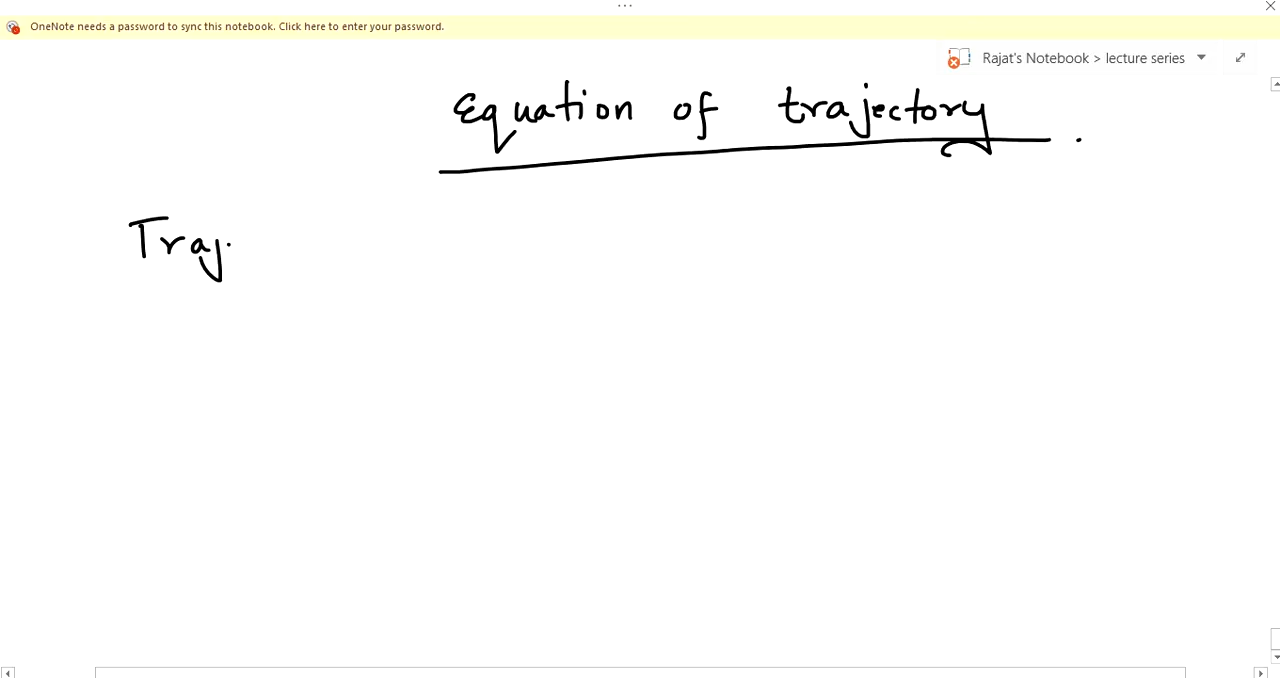 ...
OneNote needs a password to sync this notebook. Click here to enter your password.
Rajat's Notebook > lecture series
Equation of trajectory.
Traj